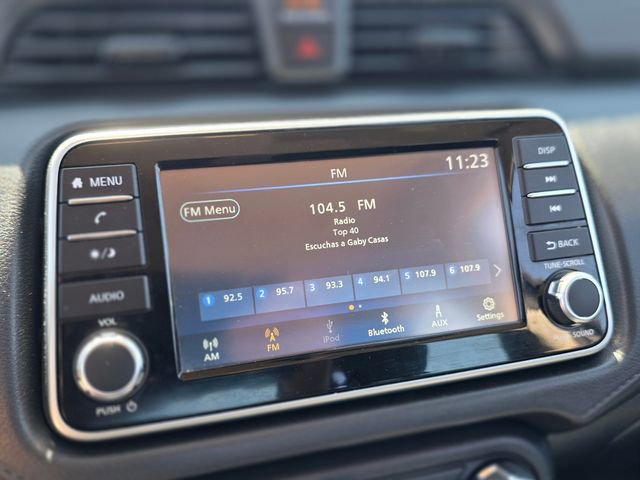 MENU
AUDIO
VOL
PUSH
FM
11:23
FM Menu
104.5 FM
Radio
Top 40
Escuchas a Gaby Casas
1 92.5
2 95.7
3 93.3
4 94.1
5 107.9
6 107.9
AM
FM
iPod
Bluetooth
AUX
Settings
DISP
BACK
TUNE·SCROLL
SOUND